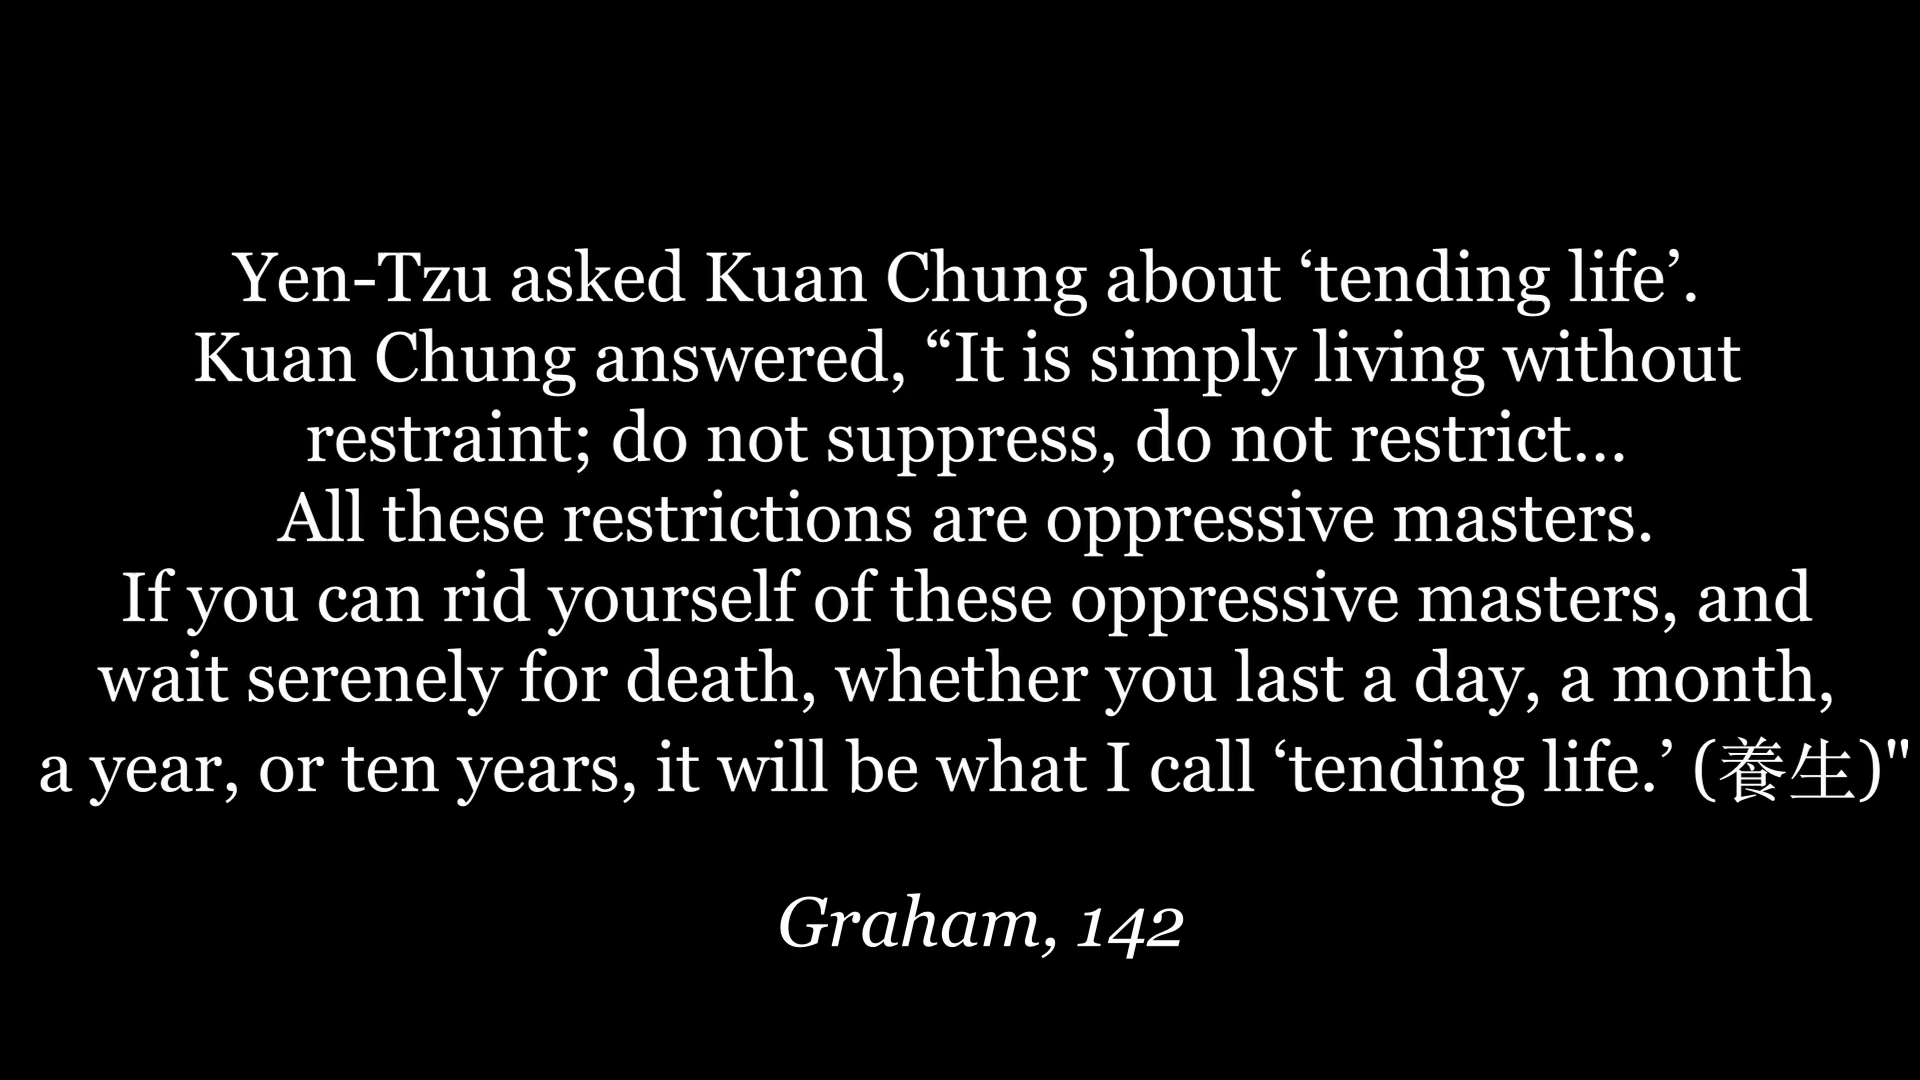 Yen-Tzu asked Kuan Chung about ‘tending life’.
Kuan Chung answered, “It is simply living without
restraint; do not suppress, do not restrict...
All these restrictions are oppressive masters.
If you can rid yourself of these oppressive masters, and
wait serenely for death, whether you last a day, a month,
a year, or ten years, it will be what I call ‘tending life.’ (養生)"
Graham, 142